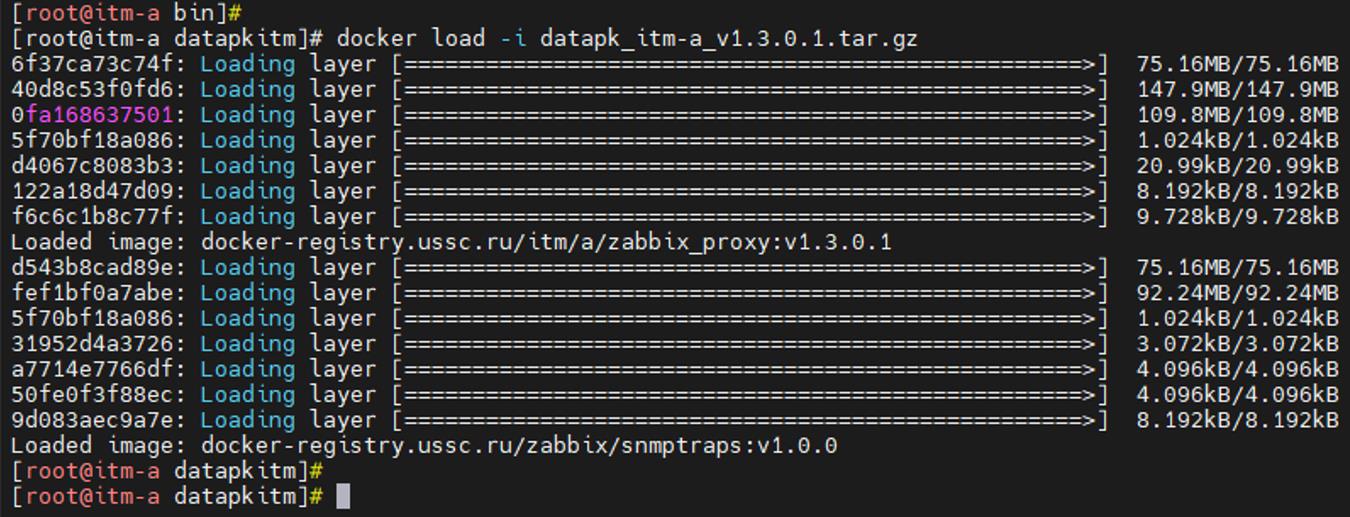 [root@itm-a bin]#
[root@itm-a datapkitm]# docker load -i datapk_itm-a_v1.3.0.1.tar.gz
6f37ca73c74f: Loading layer [==================================================>]  75.16MB/75.16MB
40d8c53f0fd6: Loading layer [==================================================>]  147.9MB/147.9MB
0fa168637501: Loading layer [==================================================>]  109.8MB/109.8MB
5f70bf18a086: Loading layer [==================================================>]  1.024kB/1.024kB
d4067c8083b3: Loading layer [==================================================>]  20.99kB/20.99kB
122a18d47d09: Loading layer [==================================================>]  8.192kB/8.192kB
f6c6c1b8c77f: Loading layer [==================================================>]  9.728kB/9.728kB
Loaded image: docker-registry.ussc.ru/itm/a/zabbix_proxy:v1.3.0.1
d543b8cad89e: Loading layer [==================================================>]  75.16MB/75.16MB
fef1bf0a7abe: Loading layer [==================================================>]  92.24MB/92.24MB
5f70bf18a086: Loading layer [==================================================>]  1.024kB/1.024kB
31952d4a3726: Loading layer [==================================================>]  3.072kB/3.072kB
a7714e7766df: Loading layer [==================================================>]  4.096kB/4.096kB
50fe0f3f88ec: Loading layer [==================================================>]  4.096kB/4.096kB
9d083aec9a7e: Loading layer [==================================================>]  8.192kB/8.192kB
Loaded image: docker-registry.ussc.ru/zabbix/snmptraps:v1.0.0
[root@itm-a datapkitm]#
[root@itm-a datapkitm]#